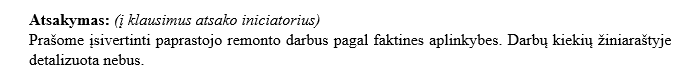 Atsakymas: (į klausimus atsako iniciatorius)
Prašome įsivertinti paprastojo remonto darbus pagal faktines aplinkybes. Darbų kiekių žiniaraštyje
detalizuota nebus.